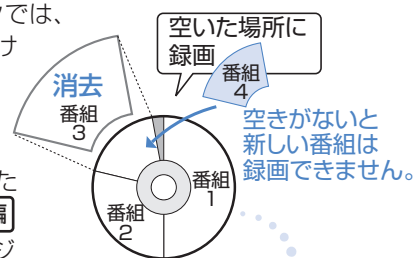 では、
け
空いた場所に
録画
消去
番組
3
番組
4
空きがないと
新しい番組は
録画できません。
た
番組
1
番組
2
ジ